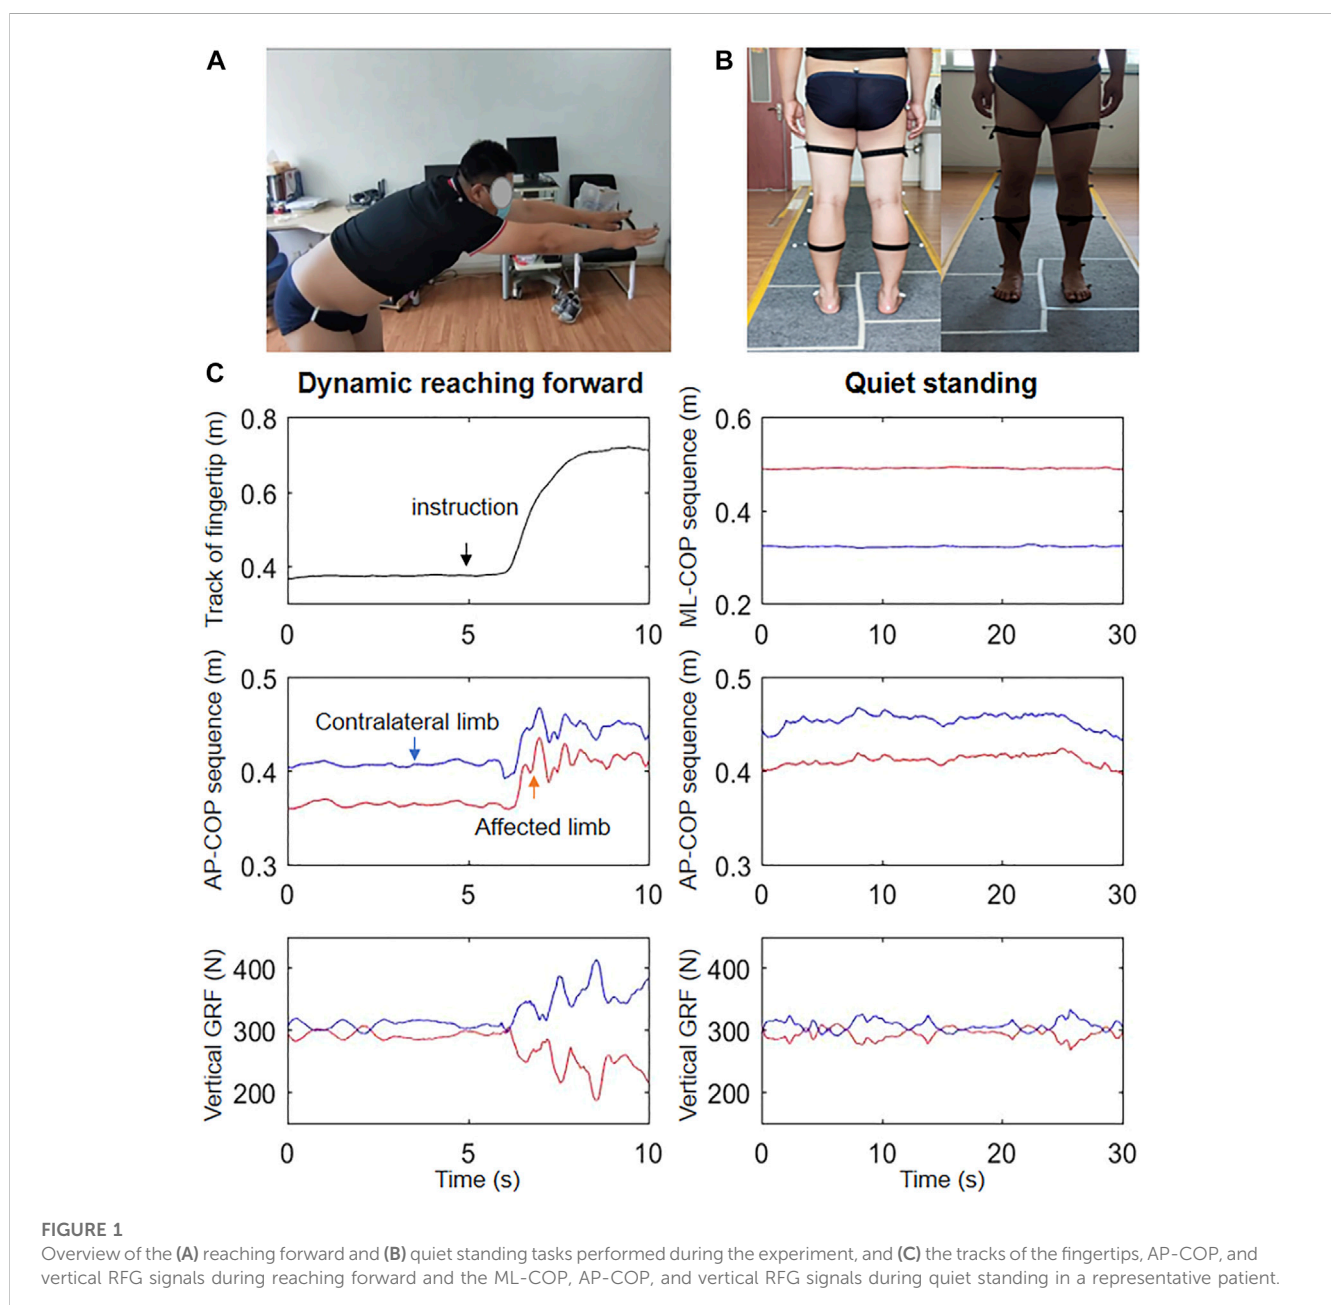 A
B
C
Dynamic reaching forward
Quiet standing
Track of fingertip (m)
0.8
0.6
0.4
instruction
0
5
10
ML-COP sequence (m)
0.6
0.4
0.2
0
10
20
30
AP-COP sequence (m)
0.5
0.4
0.3
Contralateral limb
Affected limb
0
5
10
AP-COP sequence (m)
0.5
0.4
0.3
0
10
20
30
Vertical GRF (N)
400
300
200
0
5
10
Time (s)
Vertical GRF (N)
400
300
200
0
10
20
30
Time (s)
FIGURE 1
Overview of the (A) reaching forward and (B) quiet standing tasks performed during the experiment, and (C) the tracks of the fingertips, AP-COP, and
vertical RFG signals during reaching forward and the ML-COP, AP-COP, and vertical RFG signals during quiet standing in a representative patient.